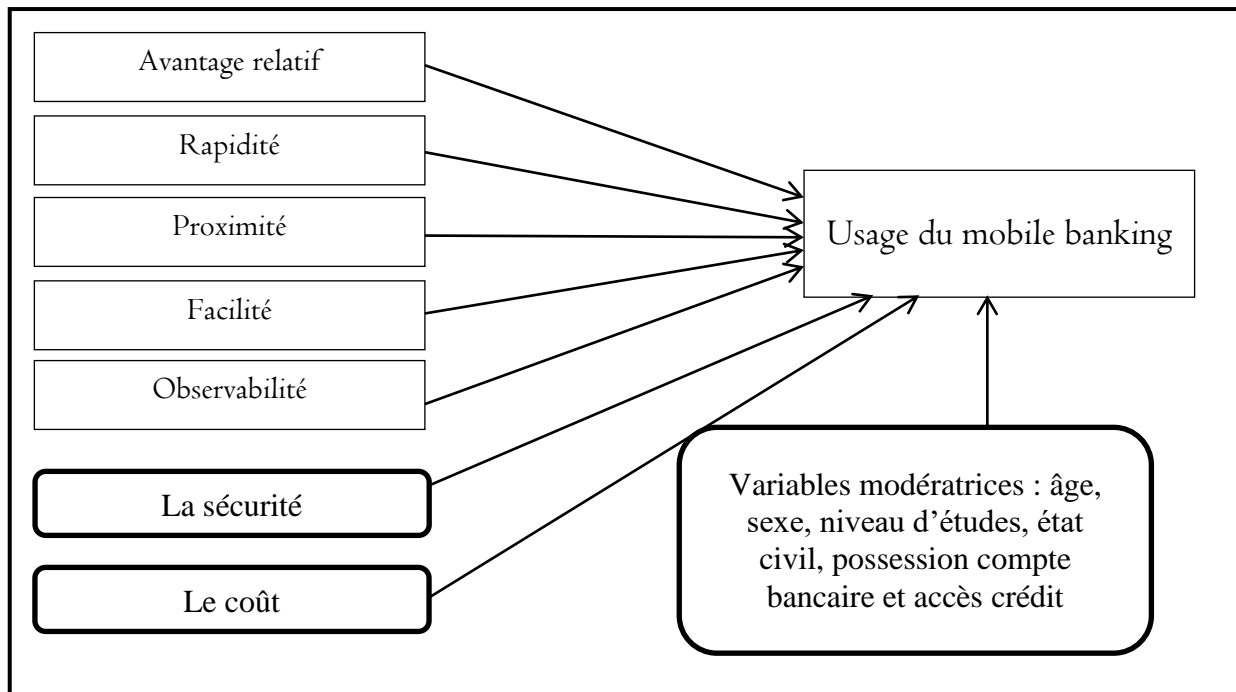 Avantage relatif
Rapidité
Proximité
Facilité
Observabilité
La sécurité
Le coût
Usage du mobile banking
Variables modératrices : âge,
sexe, niveau d’études, état
civil, possession compte
bancaire et accès crédit